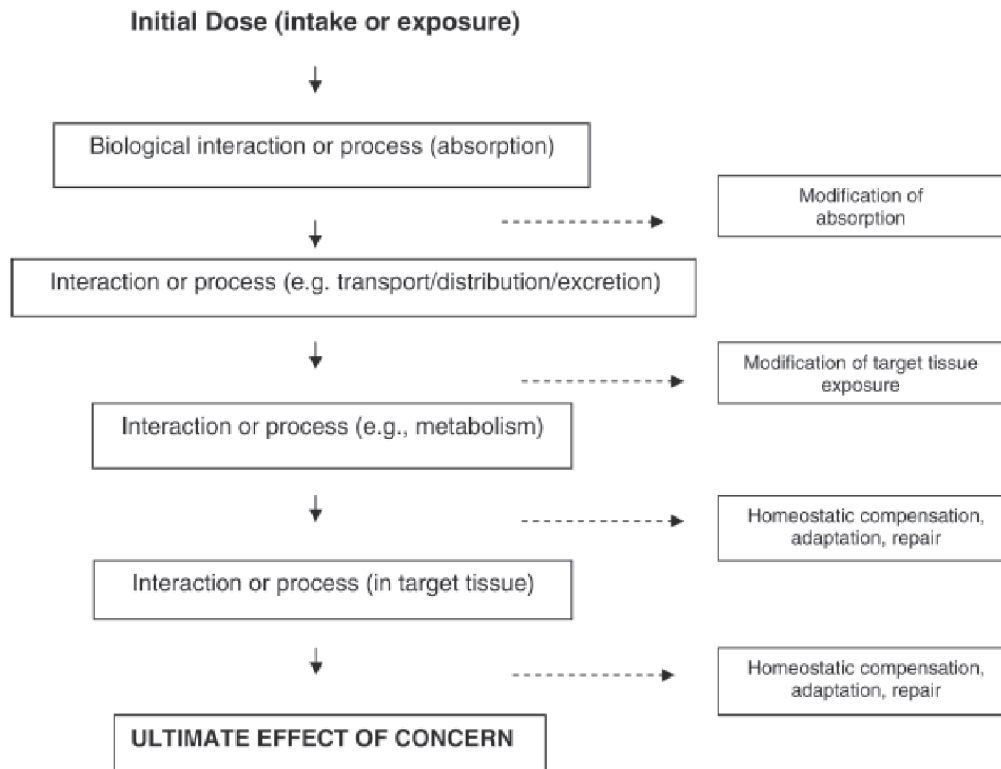 Initial Dose (intake or exposure)
Biological interaction or process (absorption)
Modification of
absorption
Interaction or process (e.g. transport/distribution/excretion)
Modification of target tissue
exposure
Interaction or process (e.g., metabolism)
Homeostatic compensation,
adaptation, repair
Interaction or process (in target tissue)
Homeostatic compensation,
adaptation, repair
ULTIMATE EFFECT OF CONCERN